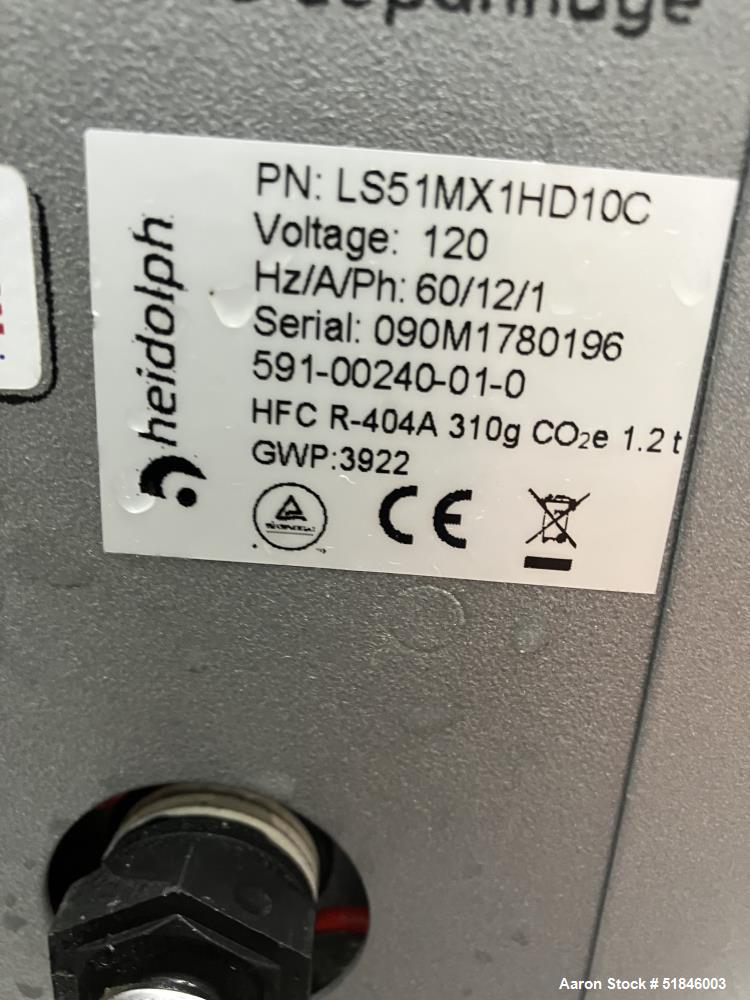 dépannage
PN: LS51MX1HD10C
Voltage: 120
Hz/A/Ph: 60/12/1
Serial: 090M1780196
591-00240-01-0
HFC R-404A 310g CO₂e 1.2 t
GWP:3922
heidolph
CE
Aaron Stock # 51846003